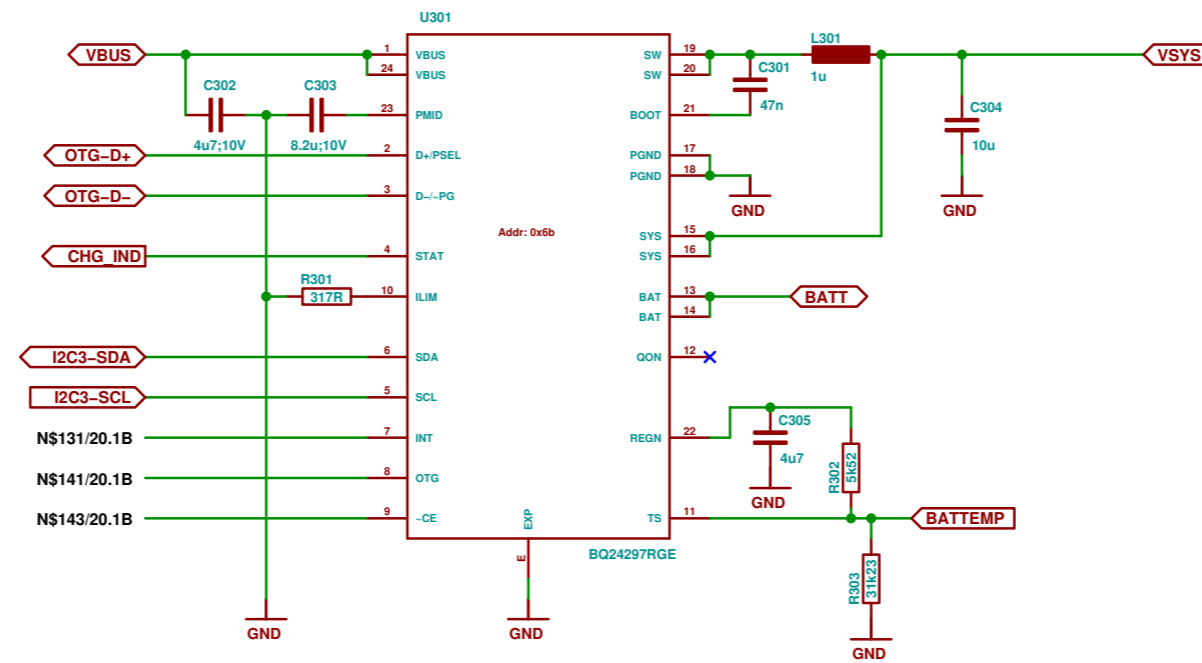 U301
VBUS
1
VBUS
24
VBUS
C302
4u7;10V
C303
8.2u;10V
23
PMID
OTG-D+
2
D+/PSEL
OTG-D-
3
D-/~PG
CHG_IND
4
STAT
R301
317R
10
ILIM
I2C3-SDA
6
SDA
I2C3-SCL
5
SCL
N$131/20.1B
7
INT
N$141/20.1B
8
OTG
N$143/20.1B
9
~CE
Addr: 0x6b
EXP
E
BQ24297RGE
GND
GND
SW
19
SW
20
C301
47n
L301
1u
VSYS
BOOT
21
C304
10u
PGND
17
PGND
18
GND
GND
SYS
15
SYS
16
BAT
13
BATT
BAT
14
QON
12
REGN
22
C305
4u7
GND
R302
5k52
TS
11
BATTEMP
R303
31k23
GND